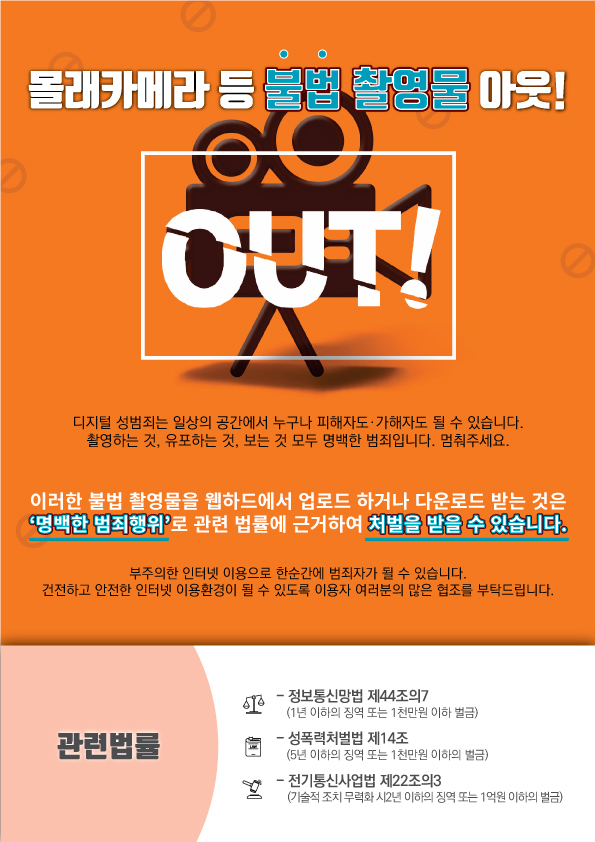 몰래카메라 등 불법 촬영물 아웃!
OUT!
디지털 성범죄는 일상의 공간에서 누구나 피해자도·가해자도 될 수 있습니다.
촬영하는 것, 유포하는 것, 보는 것 모두 명백한 범죄입니다. 멈춰주세요.
이러한 불법 촬영물을 웹하드에서 업로드 하거나 다운로드 받는 것은
‘명백한 범죄행위’로 관련 법률에 근거하여 처벌을 받을 수 있습니다.
부주의한 인터넷 이용으로 한순간에 범죄자가 될 수 있습니다.
건전하고 안전한 인터넷 이용환경이 될 수 있도록 이용자 여러분의 많은 협조를 부탁드립니다.
관련법률
- 정보통신망법 제44조의7
(1년 이하의 징역 또는 1천만원 이하 벌금)
- 성폭력처벌법 제14조
(5년 이하의 징역 또는 1천만원 이하의 벌금)
- 전기통신사업법 제22조의3
(기술적 조치 무력화 시2년 이하의 징역 또는 1억원 이하의 벌금)